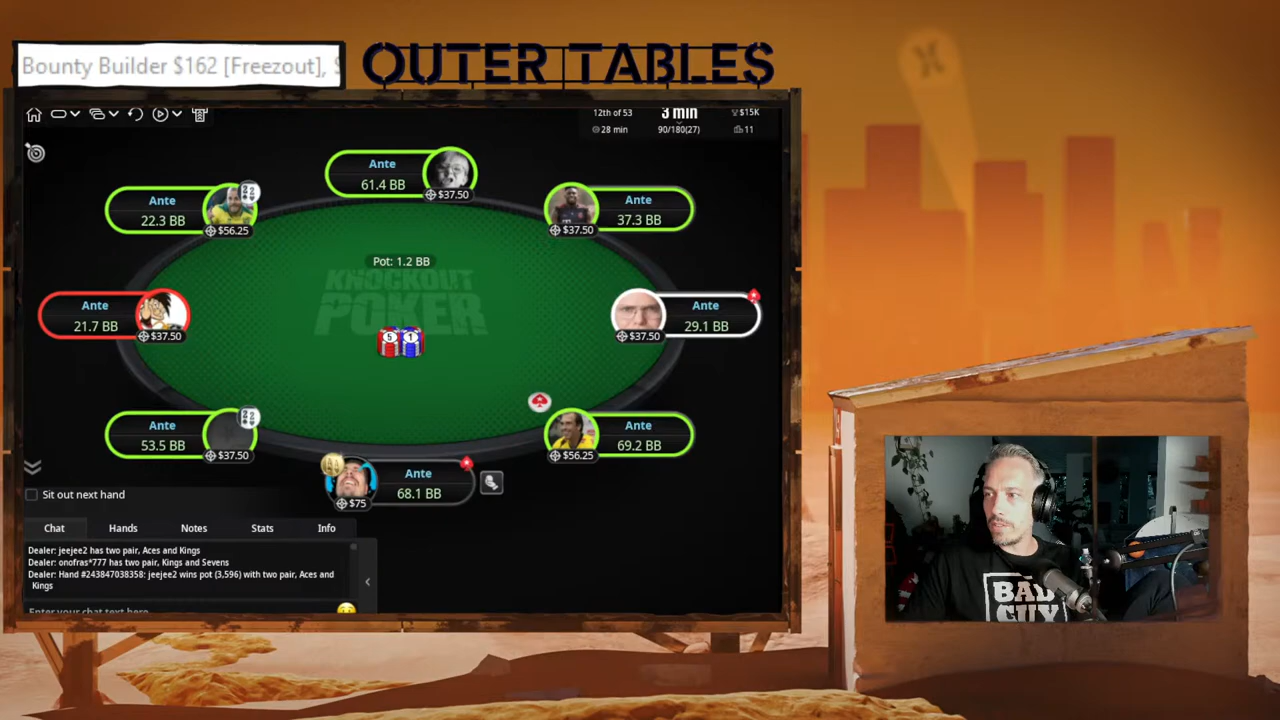 Bounty Builder $162 [Freezout],
OUTER TABLES
12th of 53
28 min
3 min
90/180(27)
$15K
11
Ante
61.4 BB
$37.50
Ante
22.3 BB
$56.25
Ante
37.3 BB
$37.50
Pot: 1.2 BB
KNOCKOUT
POKER
Ante
21.7 BB
$37.50
Ante
29.1 BB
$37.50
5 1
Ante
53.5 BB
$37.50
Ante
69.2 BB
$56.25
Ante
68.1 BB
$75
Sit out next hand
Chat Hands Notes Stats Info
Dealer: jeejee2 has two pair, Aces and Kings
Dealer: onofras*777 has two pair, Kings and Sevens
Dealer: Hand #243847038358: jeejee2 wins pot (3,596) with two pair, Aces and
Kings
Enter your chat text here
BAD
GUY